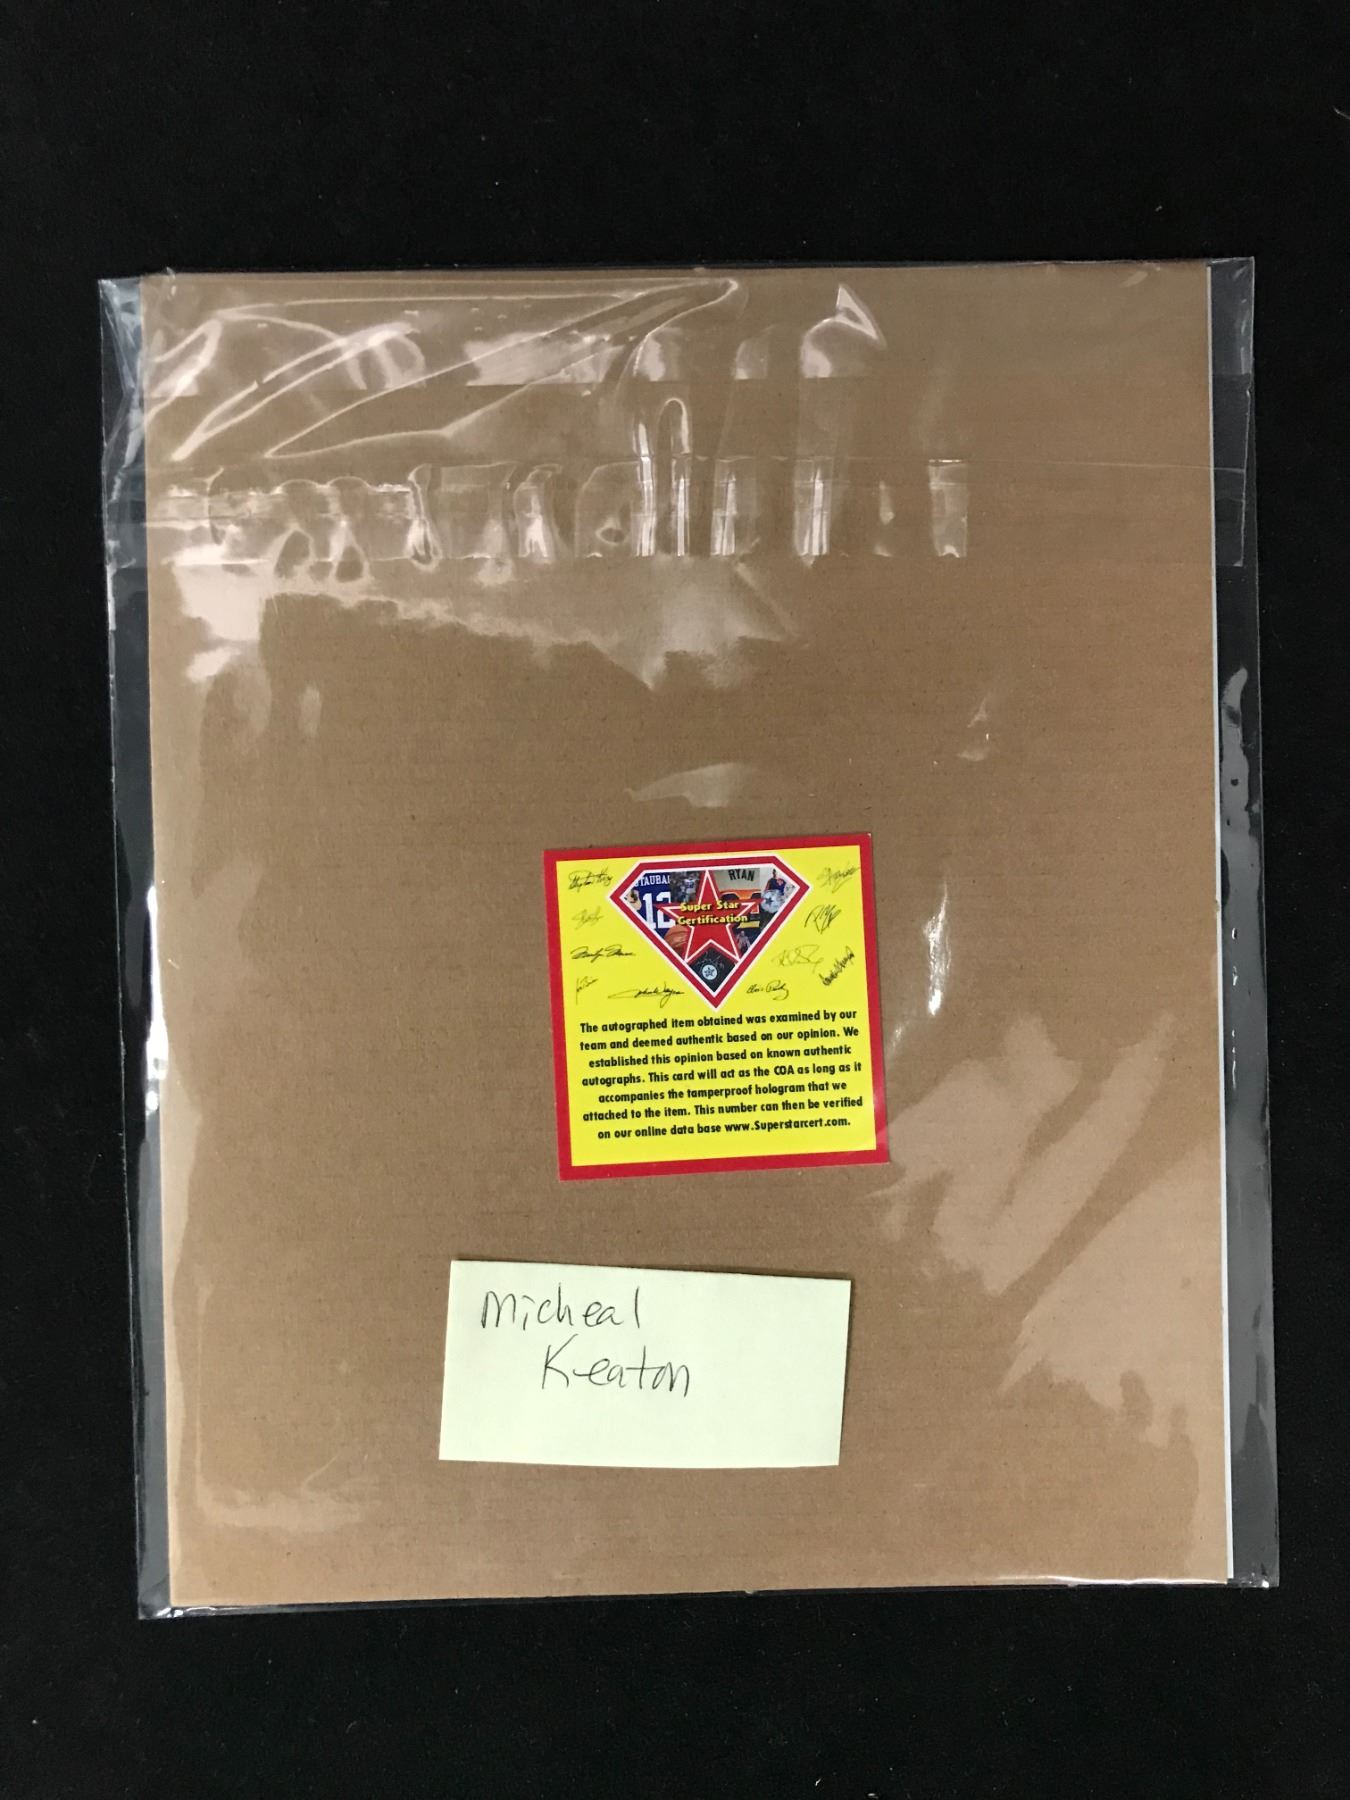 TAUBA
12
RYAN
Super Star
Certification
The autographed item obtained was examined by our
team and deemed authentic based on our opinion. We
established this opinion based on known authentic
autographs. This card will act as the COA as long as it
accompanies the tamperproof hologram that we
attached to the item. This number can then be verified
on our online data base www.Superstarcert.com.
Micheal
Keaton